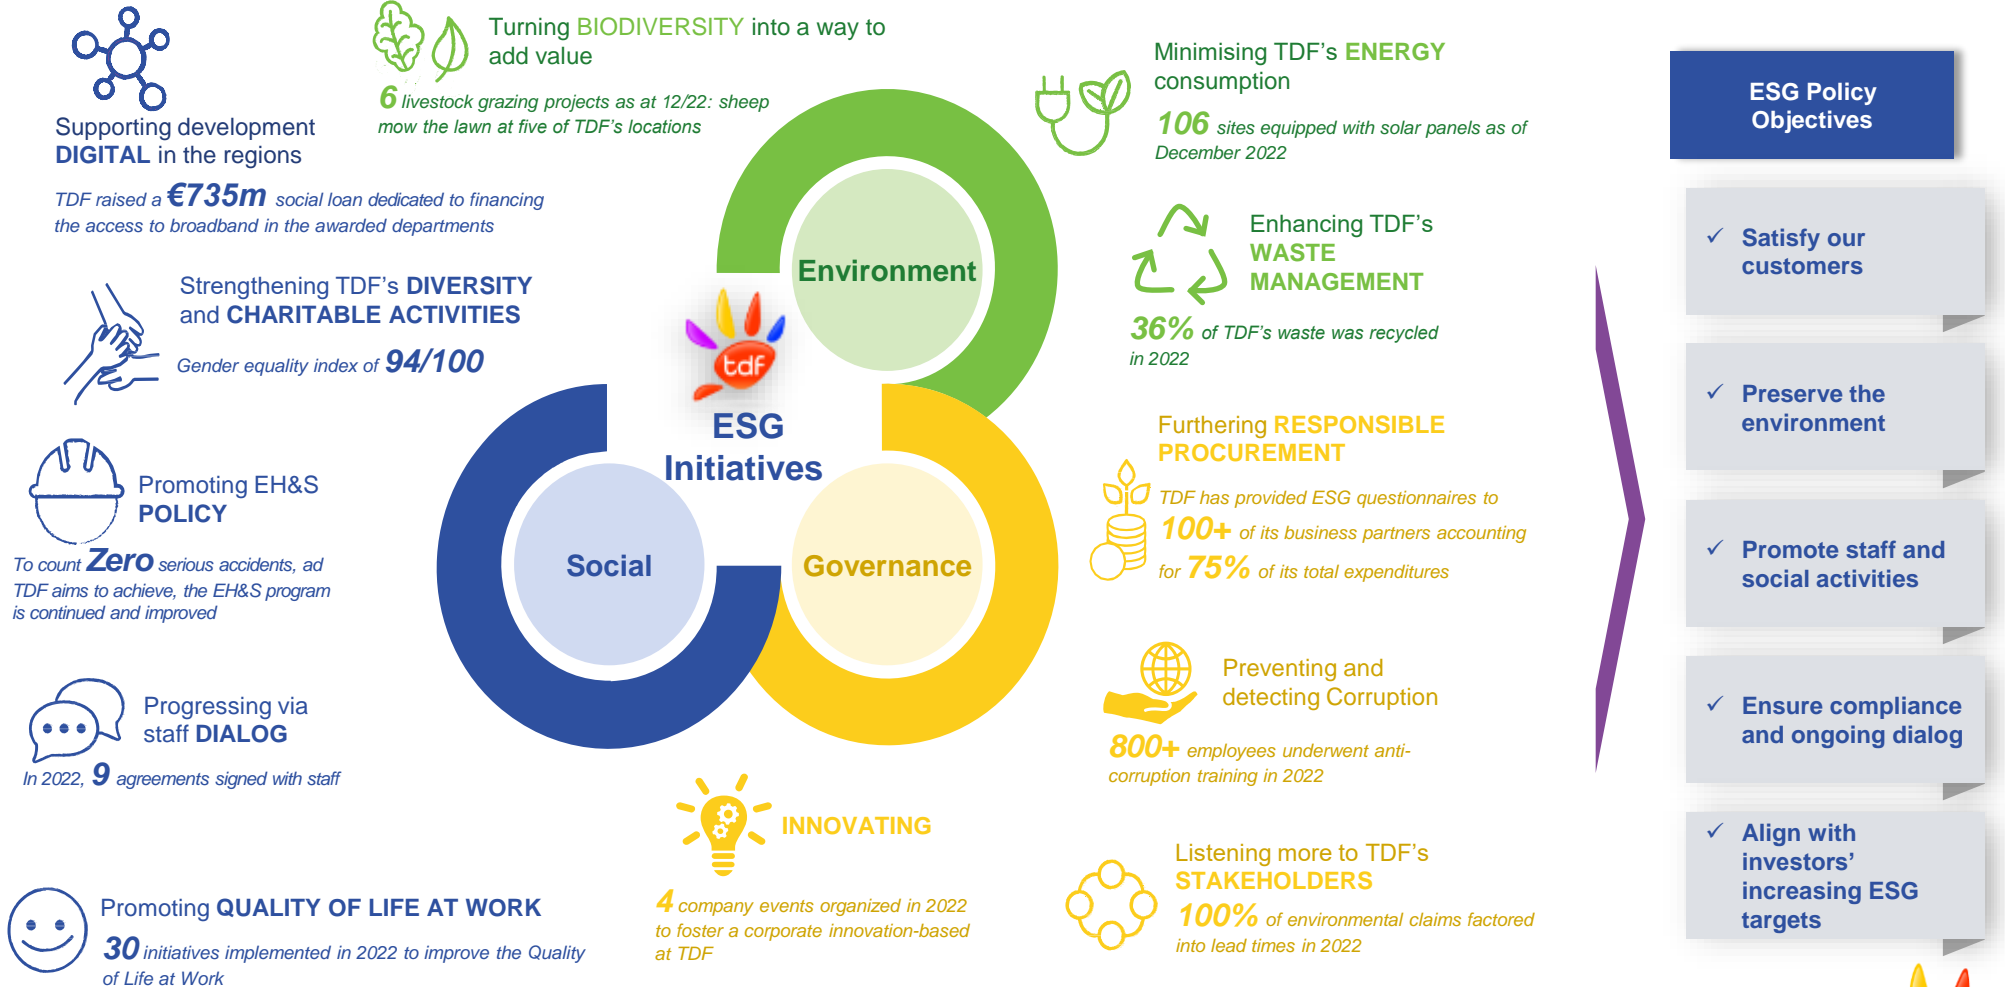 Supporting development
DIGITAL in the regions
TDF raised a €735m social loan dedicated to financing
the access to broadband in the awarded departments
Strengthening TDF's DIVERSITY
and CHARITABLE ACTIVITIES
Gender equality index of 94/100
Promoting EH&S
POLICY
To count Zero serious accidents, ad
TDF aims to achieve, the EH&S program
is continued and improved
Progressing via
staff DIALOG
In 2022, 9 agreements signed with staff
Promoting QUALITY OF LIFE AT WORK
30 initiatives implemented in 2022 to improve the Quality
of Life at Work
Turning BIODIVERSITY into a way to
add value
6 livestock grazing projects as at 12/22: sheep
mow the lawn at five of TDF's locations
Environment
tdf
ESG
Initiatives
Social
Governance
INNOVATING
4 company events organized in 2022
to foster a corporate innovation-based
at TDF
Minimising TDF's ENERGY
consumption
106 sites equipped with solar panels as of
December 2022
Enhancing TDF's
WASTE
MANAGEMENT
36% of TDF's waste was recycled
in 2022
Furthering RESPONSIBLE
PROCUREMENT
TDF has provided ESG questionnaires to
100+ of its business partners accounting
for 75% of its total expenditures
Preventing and
detecting Corruption
800+ employees underwent anti-
corruption training in 2022
Listening more to TDF's
STAKEHOLDERS
100% of environmental claims factored
into lead times in 2022
ESG Policy
Objectives
✓ Satisfy our
customers
✓ Preserve the
environment
✓ Promote staff and
social activities
✓ Ensure compliance
and ongoing dialog
✓ Align with
investors'
increasing ESG
targets